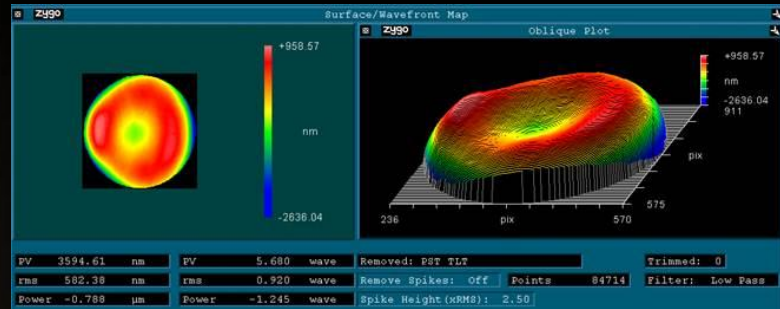 zygo Surface/Wavefront Map
+958.57
nm
-2636.04
zygo Oblique Plot
+958.57
nm
-2636.04
911
pix
575
236 pix 570
PV 3594.61 nm PV 5.680 wave Removed: PST TLT Trimmed: 0
rms 582.38 nm rms 0.920 wave Remove Spikes: Off Points 84714 Filter: Low Pass
Power -0.788 µm Power -1.245 wave Spike Height(xRMS): 2.50